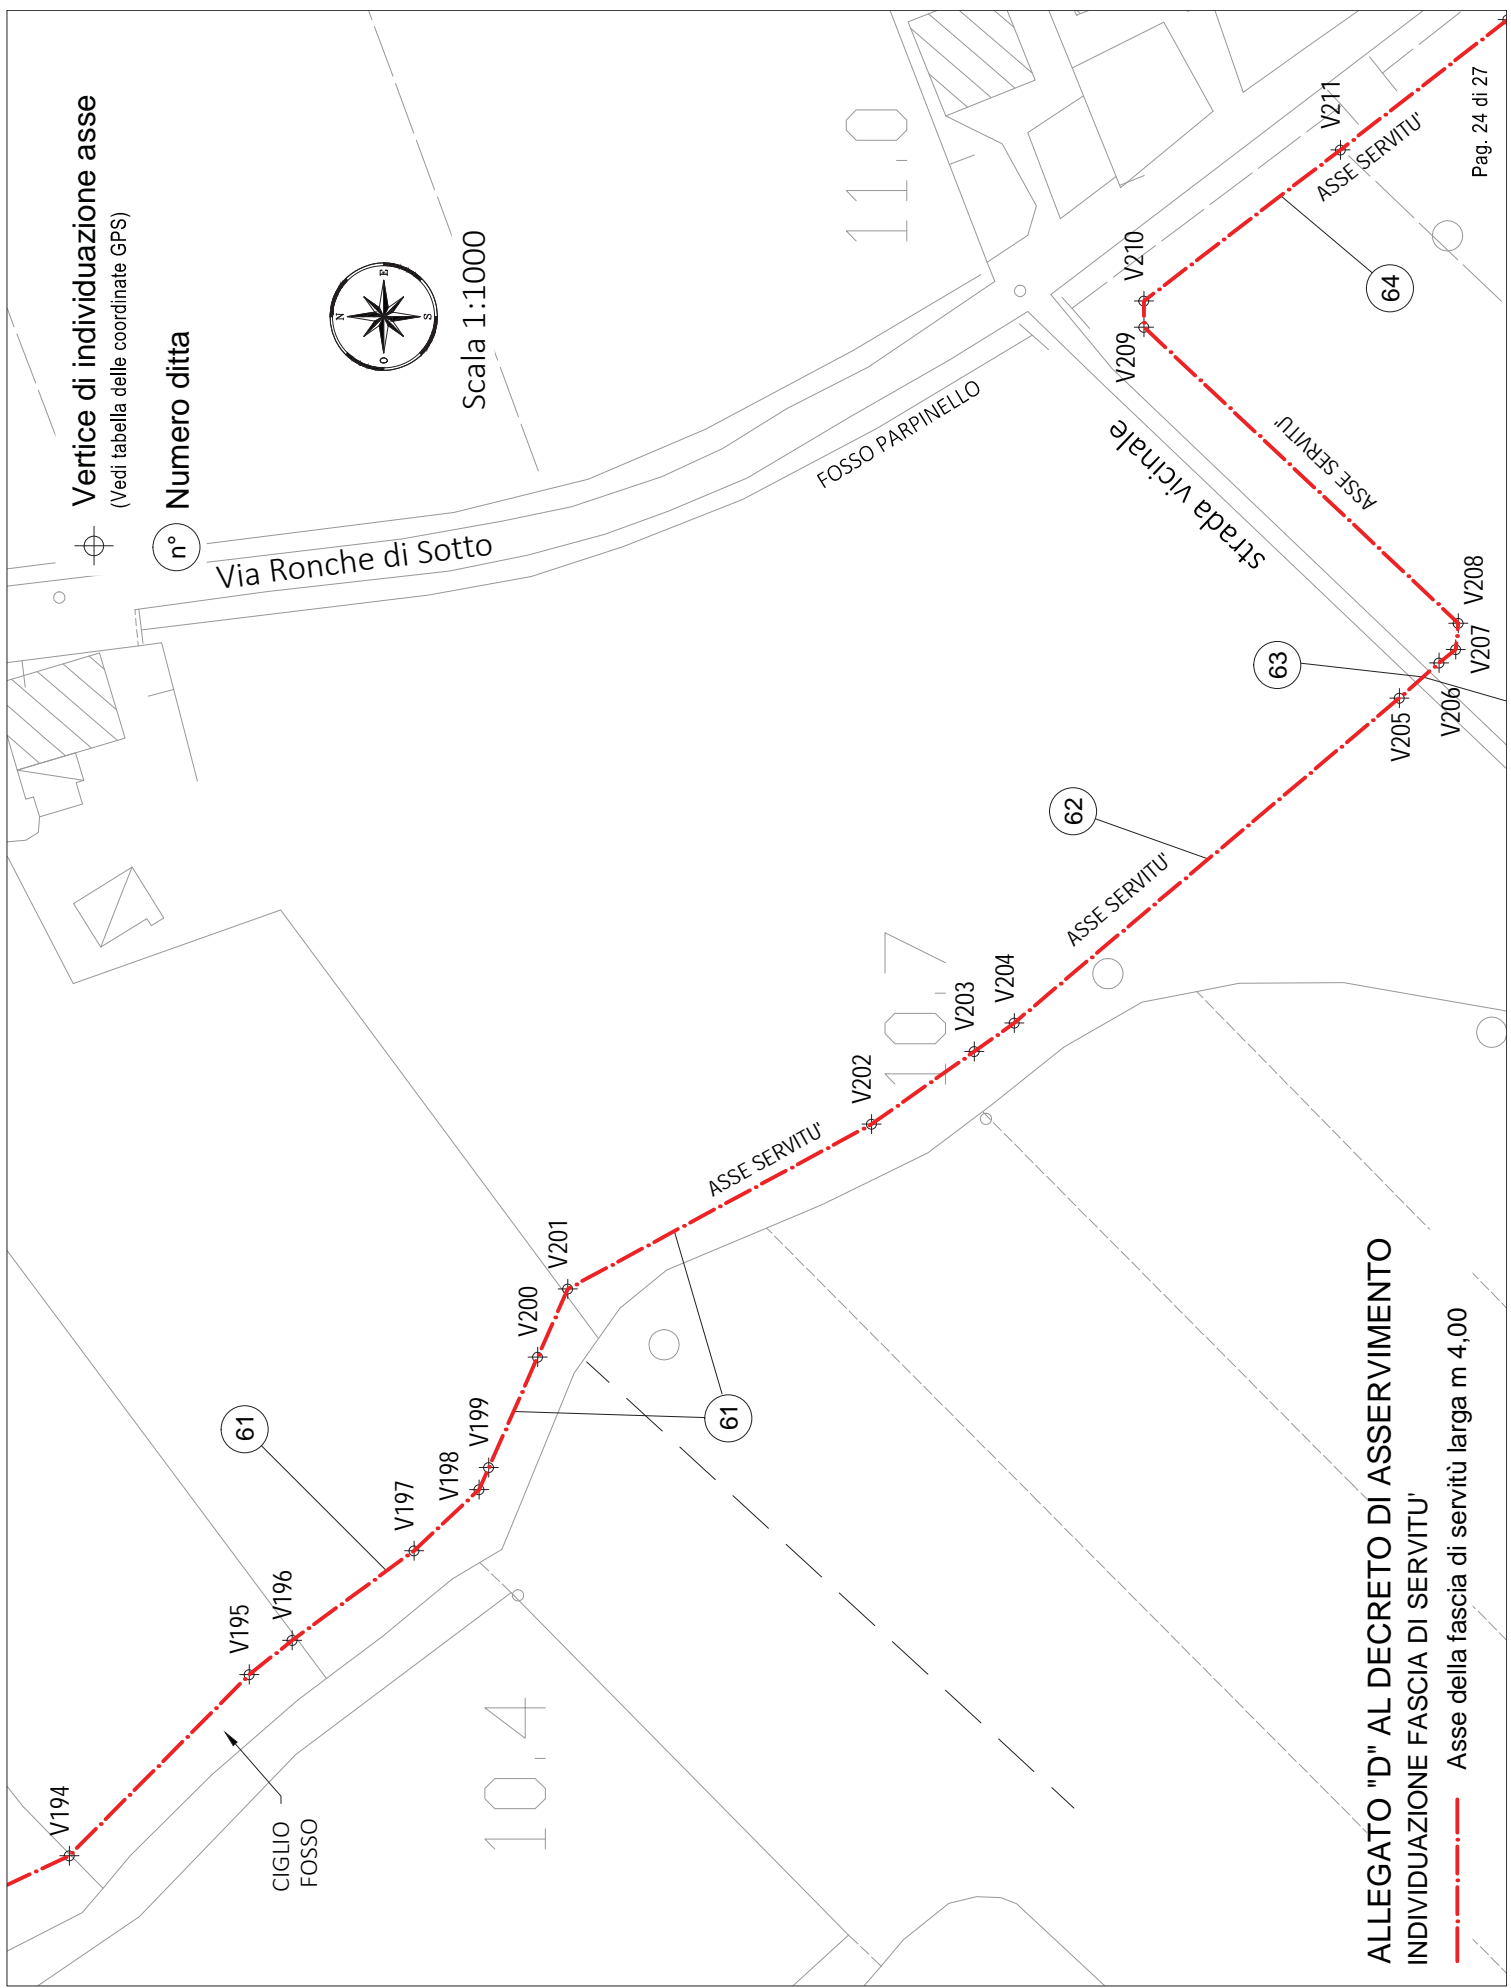 Vertice di individuazione asse
(Vedi tabella delle coordinate GPS)
n° Numero ditta
N
O
E
S
Scala 1:1000
Via Ronche di Sotto
FOSSO PARPINELLO
strada vicinale
11,0
10,7
10,4
CIGLIO
FOSSO
V194
V195
V196
61
V197
V198
V199
V200
V201
61
ASSE SERVITU'
V202
V203
V204
ASSE SERVITU'
62
V205
63
V206
V207
V208
ASSE SERVITU'
V209
V210
64
ASSE SERVITU'
V211
ALLEGATO "D" AL DECRETO DI ASSERVIMENTO
INDIVIDUAZIONE FASCIA DI SERVITU'
Asse della fascia di servitù larga m 4,00
Pag. 24 di 27